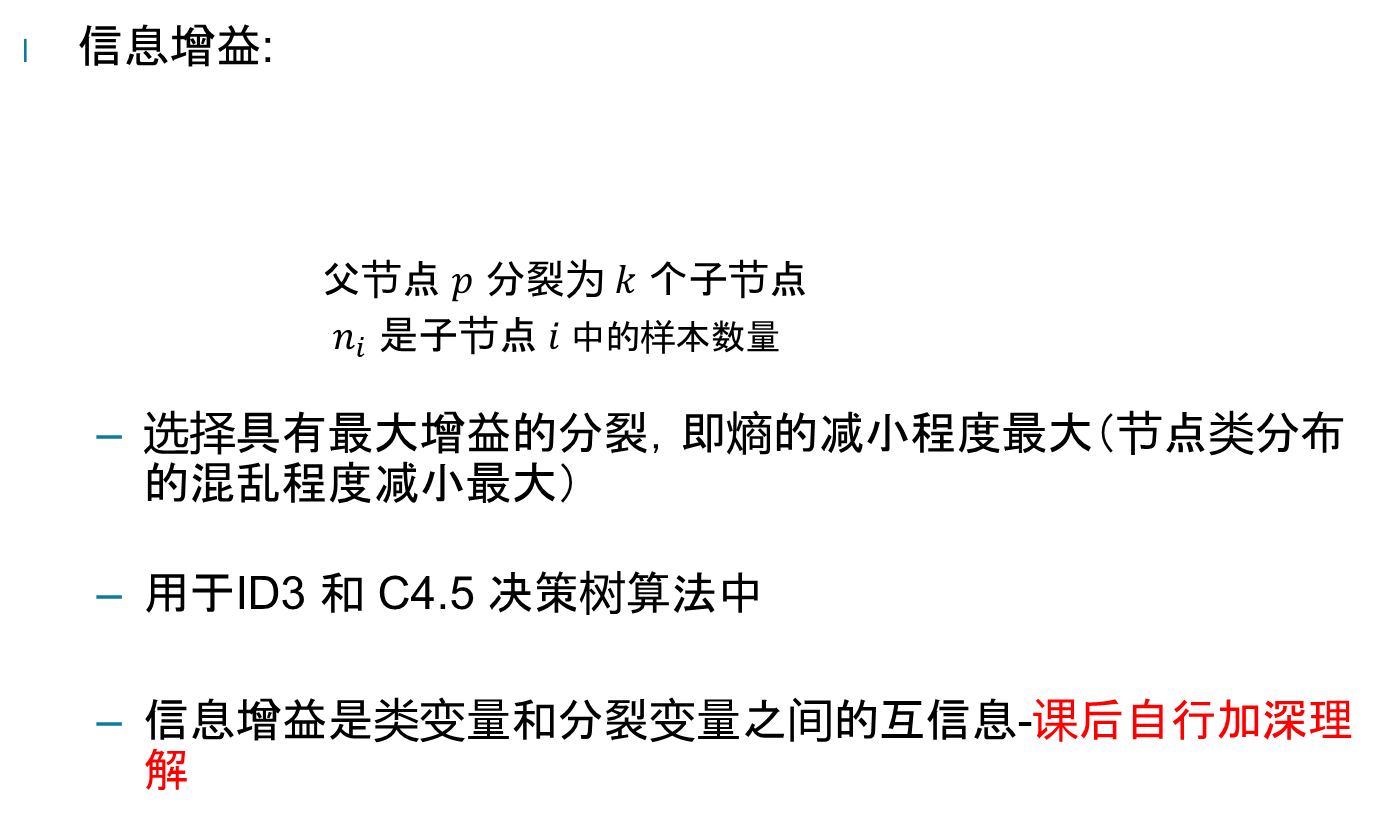 信息增益:
父节点 p 分裂为 k 个子节点
nᵢ 是子节点 i 中的样本数量
– 选择具有最大增益的分裂，即熵的减小程度最大（节点类分布
的混乱程度减小最大）
– 用于ID3 和 C4.5 决策树算法中
– 信息增益是类变量和分裂变量之间的互信息-课后自行加深理
解